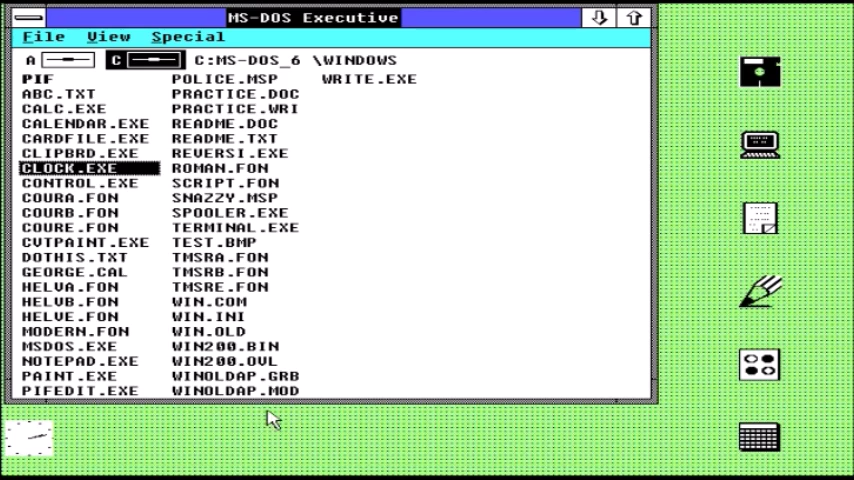 MS-DOS Executive
File View Special
A C C:MS-DOS_6 \WINDOWS
PIF POLICE.MSP WRITE.EXE
ABC.TXT PRACTICE.DOC
CALC.EXE PRACTICE.WRI
CALENDAR.EXE README.DOC
CARDFILE.EXE README.TXT
CLIPBRD.EXE REVERSI.EXE
CLOCK.EXE ROMAN.FON
CONTROL.EXE SCRIPT.FON
COURA.FON SNAZZY.MSP
COURB.FON SPOOLER.EXE
COURE.FON TERMINAL.EXE
CVTPAINT.EXE TEST.BMP
DOTHIS.TXT TMSRA.FON
GEORGE.CAL TMSRB.FON
HELVA.FON TMSRE.FON
HELVB.FON WIN.COM
HELVE.FON WIN.INI
MODERN.FON WIN.OLD
MSDOS.EXE WIN200.BIN
NOTEPAD.EXE WIN200.OVL
PAINT.EXE WINOLDAP.GRB
PIFEDIT.EXE WINOLDAP.MOD